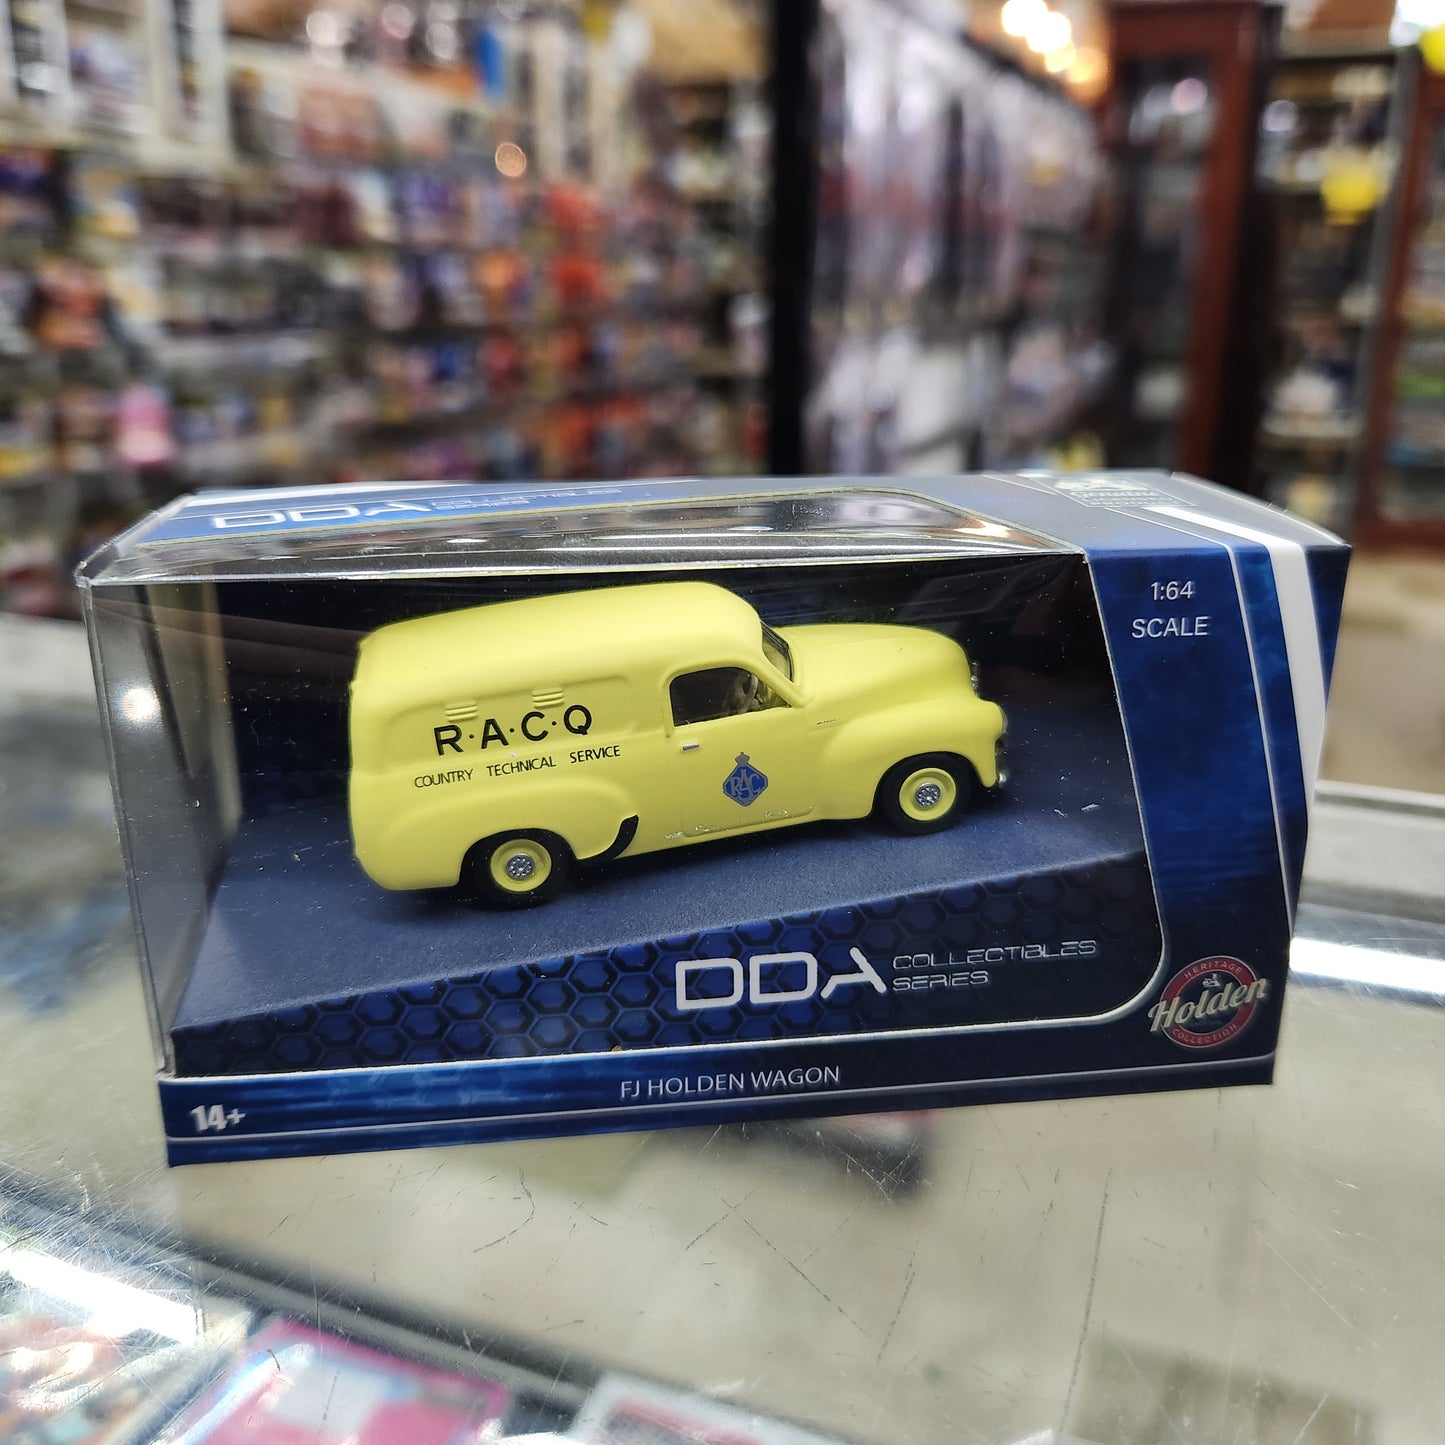 DDA COLLECTIBLES
SERIES
Genuine
1:64
SCALE
R·A·C·Q
COUNTRY TECHNICAL SERVICE
RAC
DDA COLLECTIBLES
SERIES
HERITAGE
Holden
COLLECTION
FJ HOLDEN WAGON
14+